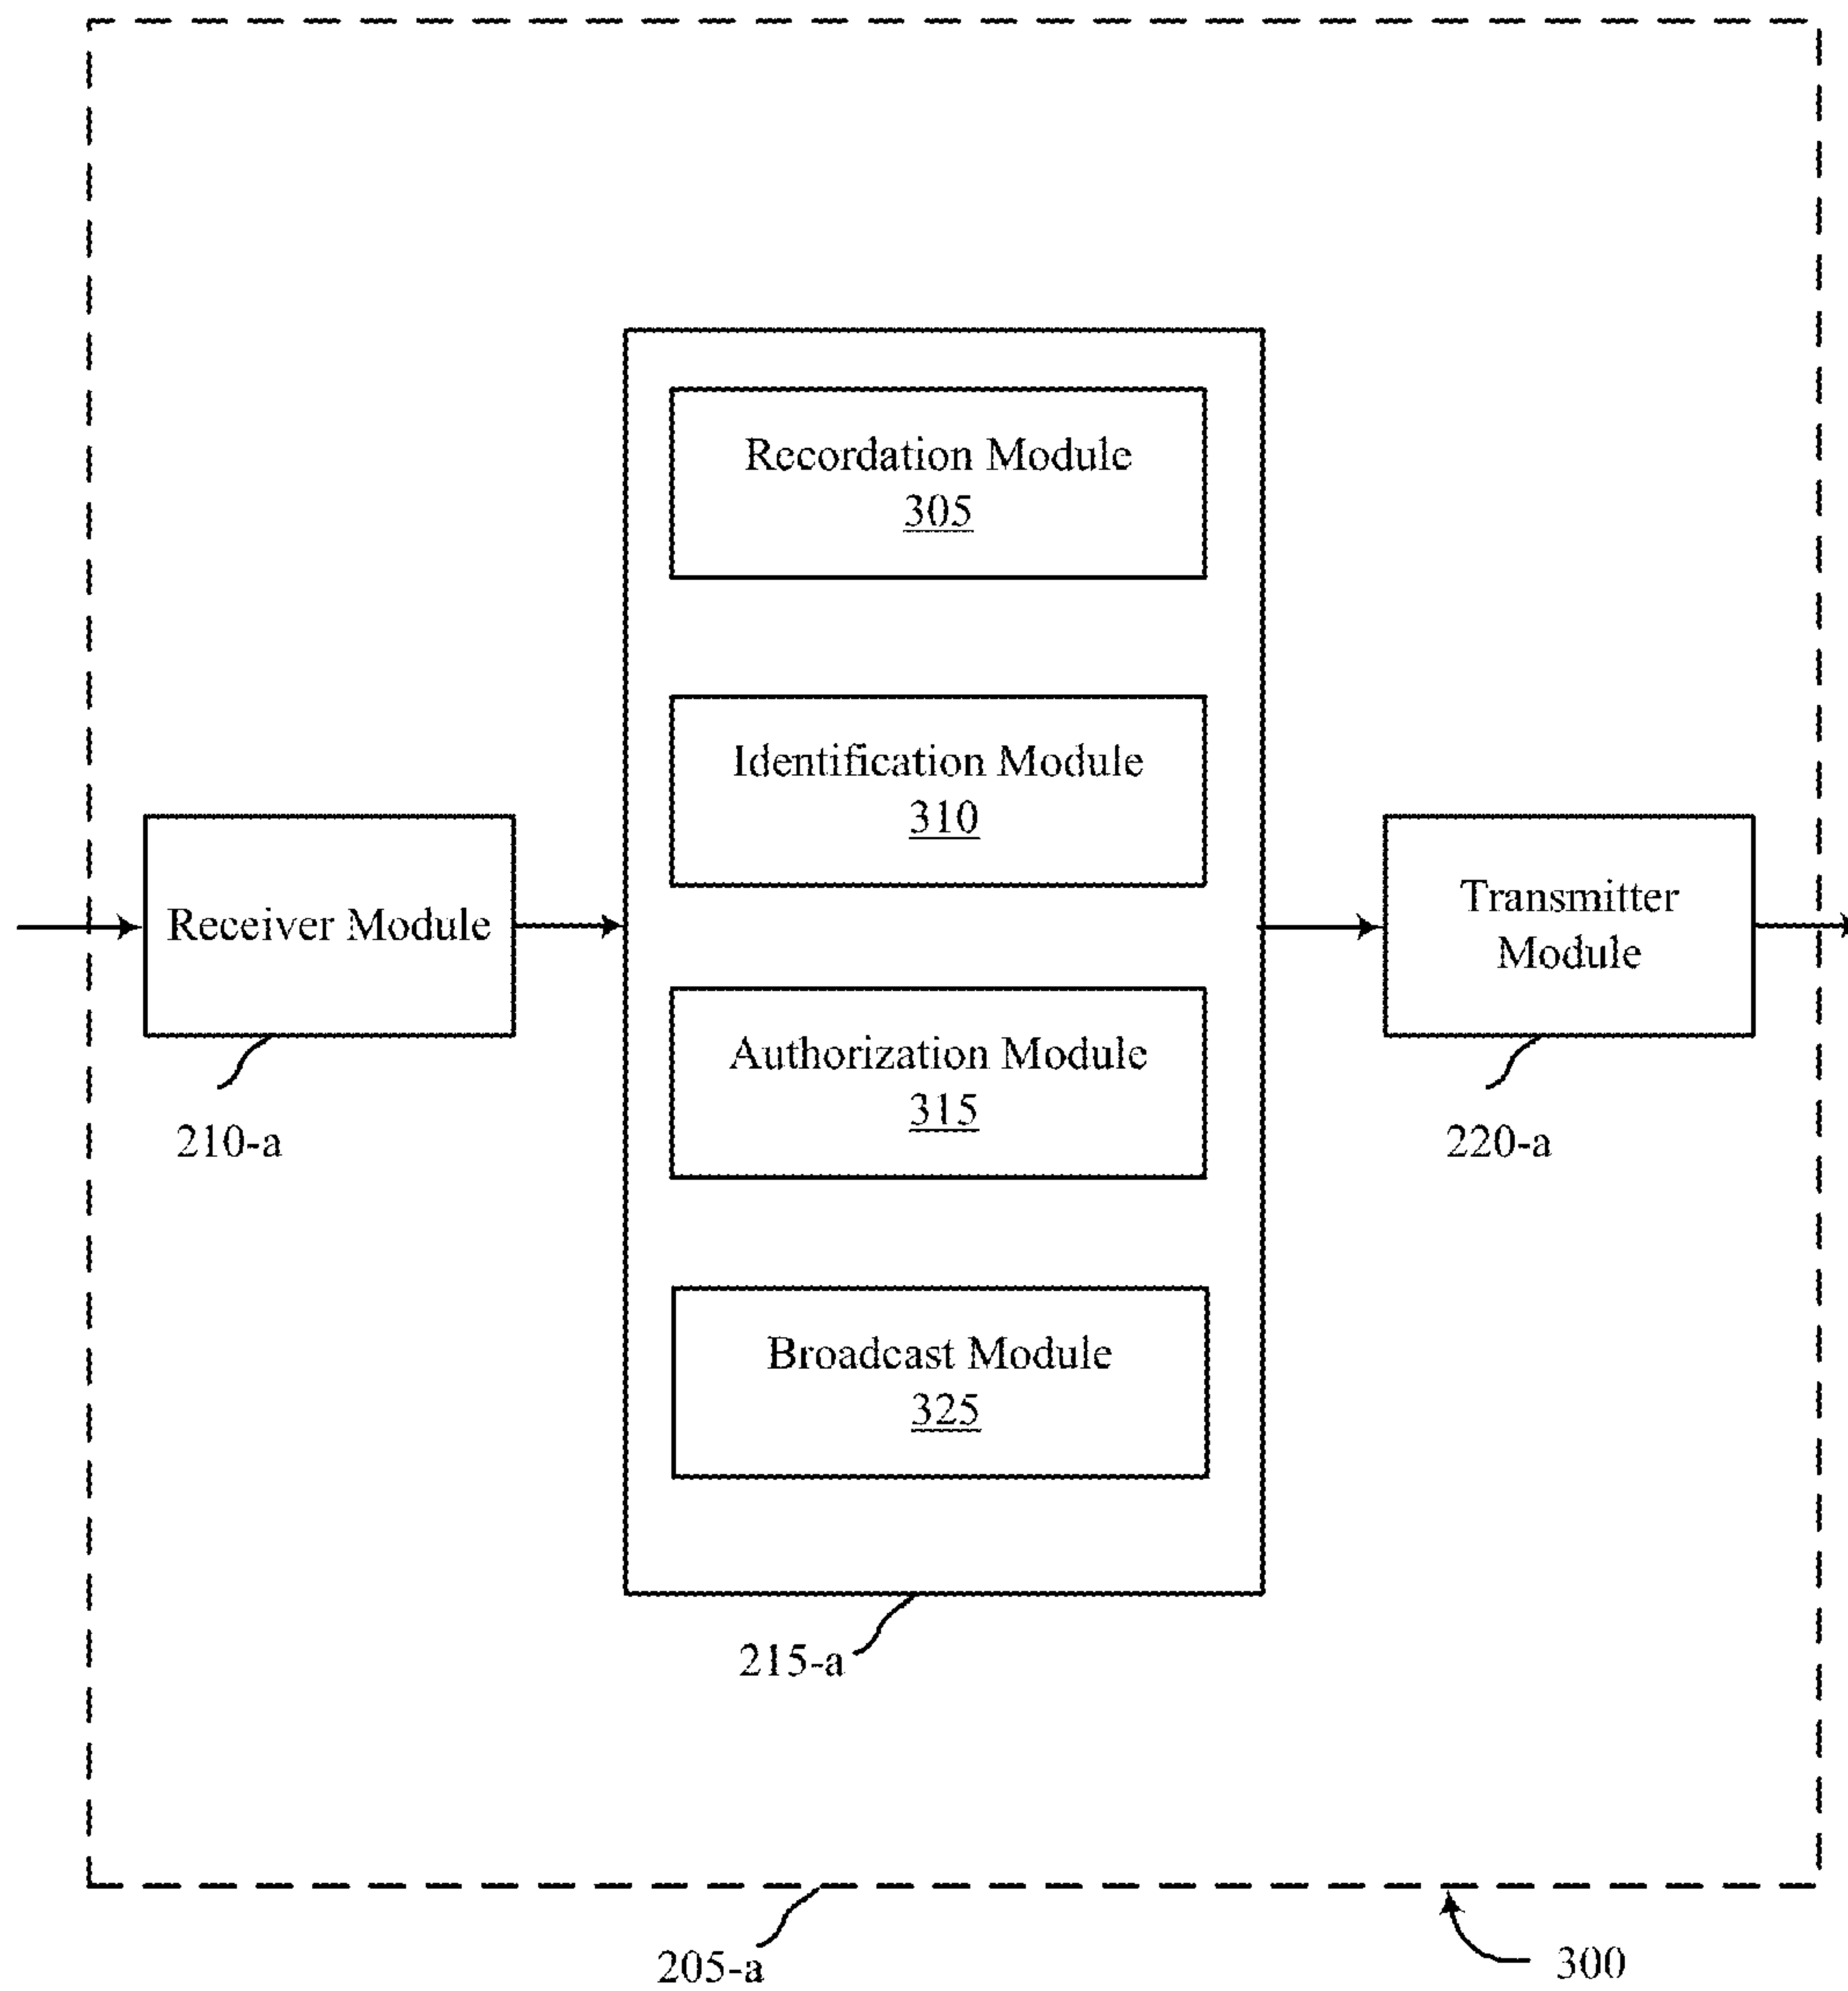 Recordation Module
305
Identification Module
310
Receiver Module
210-a
Authorization Module
315
Transmitter
Module
220-a
Broadcast Module
325
215-a
205-a
300